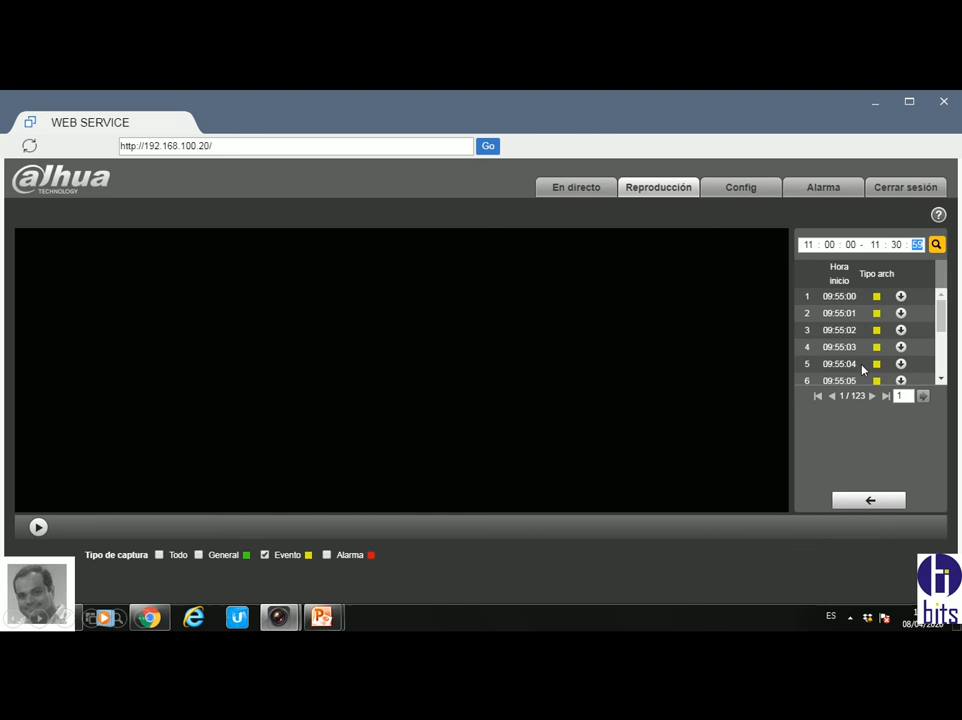 WEB SERVICE
http://192.168.100.20/ Go
alhua
TECHNOLOGY
En directo Reproducción Config Alarma Cerrar sesión
?
11 : 00 : 00 - 11 : 30 : 59
Hora inicio Tipo arch
1 09:55:00
2 09:55:01
3 09:55:02
4 09:55:03
5 09:55:04
6 09:55:05
1 / 123 1
Tipo de captura Todo General Evento Alarma
ES
bits